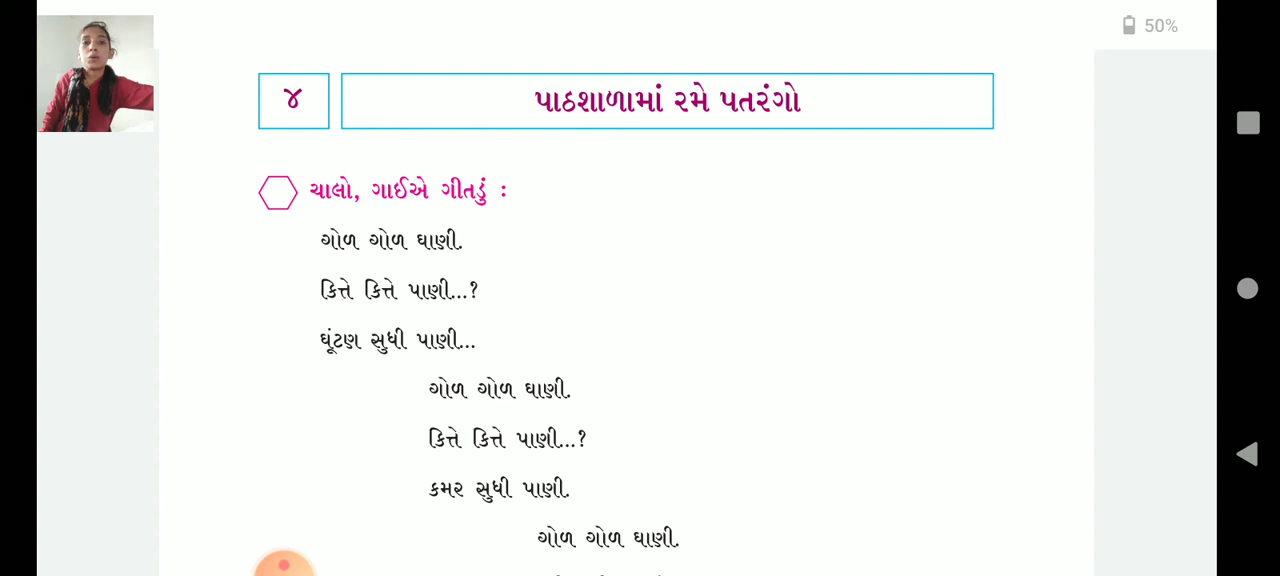 50%
૪ પાઠશાળામાં રમે પતરંગો
ચાલો, ગાઈએ ગીતડું :
ગોળ ગોળ ઘાણી.
કિત્તે કિત્તે પાણી...?
ઘૂંટણ સુધી પાણી...
ગોળ ગોળ ઘાણી.
કિત્તે કિત્તે પાણી...?
કમર સુધી પાણી.
ગોળ ગોળ ઘાણી.